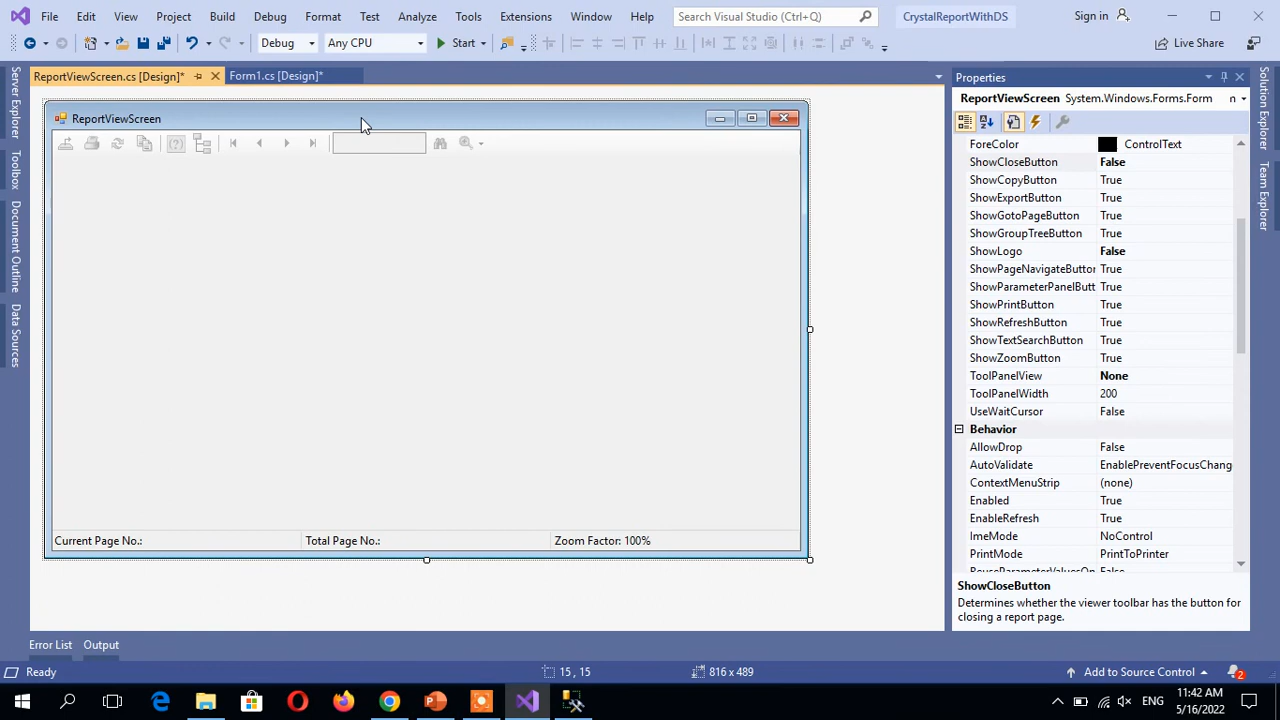 File Edit View Project Build Debug Format Test Analyze Tools Extensions Window Help Search Visual Studio (Ctrl+Q) CrystalReportWithDS Sign in
Debug Any CPU Start Live Share
ReportViewScreen.cs [Design]* Form1.cs [Design]*
Server Explorer
Toolbox
Document Outline
Data Sources
ReportViewScreen
Current Page No.: Total Page No.: Zoom Factor: 100%
Properties
ReportViewScreen System.Windows.Forms.Form
ForeColor ControlText
ShowCloseButton False
ShowCopyButton True
ShowExportButton True
ShowGotoPageButton True
ShowGroupTreeButton True
ShowLogo False
ShowPageNavigateButtor True
ShowParameterPanelButt True
ShowPrintButton True
ShowRefreshButton True
ShowTextSearchButton True
ShowZoomButton True
ToolPanelView None
ToolPanelWidth 200
UseWaitCursor False
Behavior
AllowDrop False
AutoValidate EnablePreventFocusChang
ContextMenuStrip (none)
Enabled True
EnableRefresh True
ImeMode NoControl
PrintMode PrintToPrinter
ReuseParameterValuesOn False
ShowCloseButton
Determines whether the viewer toolbar has the button for
closing a report page.
Solution Explorer
Team Explorer
Error List Output
Ready 15 , 15 816 x 489 Add to Source Control 2
ENG 11:42 AM
5/16/2022